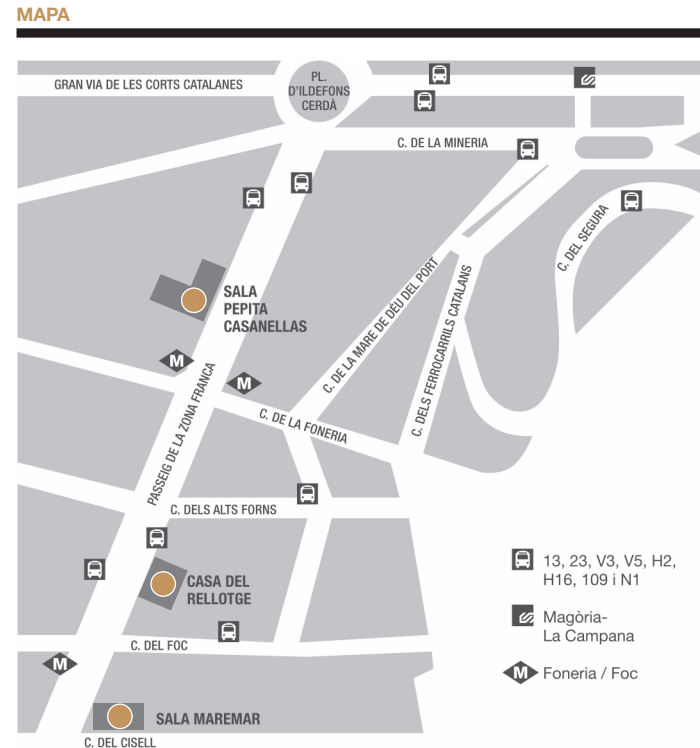 MAPA
GRAN VIA DE LES CORTS CATALANES
PL.
D'ILDEFONS
CERDÀ
C. DE LA MINERIA
C. DEL SEGURA
SALA
PEPITA
CASANELLAS
C. DE LA MARE DE DÉU DEL PORT
C. DELS FERROCARRILS CATALANS
M
M
PASSEIG DE LA ZONA FRANCA
C. DE LA FONERIA
C. DELS ALTS FORNS
13, 23, V3, V5, H2,
H16, 109 i N1
CASA DEL
RELLOTGE
Magòria-
La Campana
C. DEL FOC
M
M Foneria / Foc
SALA MAREMAR
C. DEL CISELL